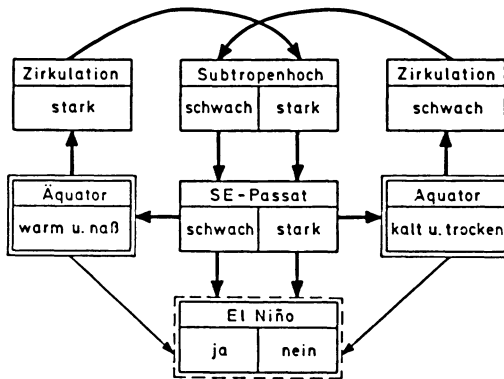 Zirkulation
stark
Subtropenhoch
schwach stark
Zirkulation
schwach
Äquator
warm u. naß
SE-Passat
schwach stark
Aquator
kalt u. trocken
El Niño
ja nein